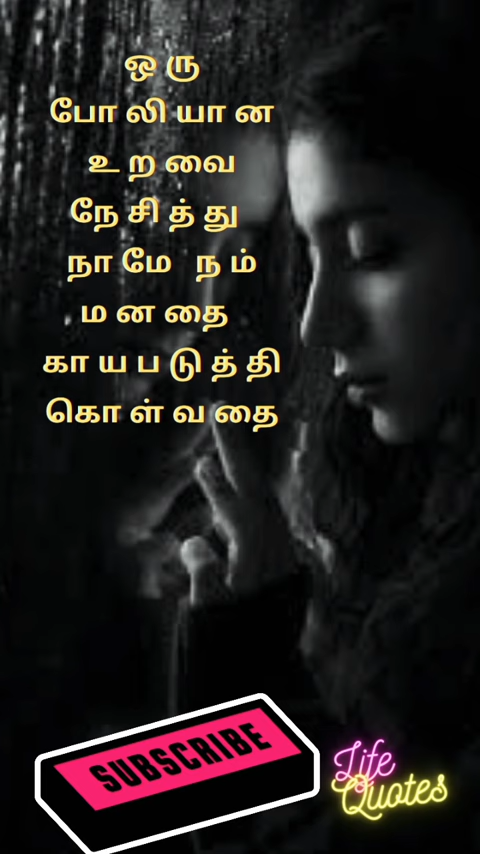 ஒரு
போலியான
உறவை
நேசித்து
நாமே நம்
மனதை
காயபடுத்தி
கொள்வதை
SUBSCRIBE
Life
Quotes